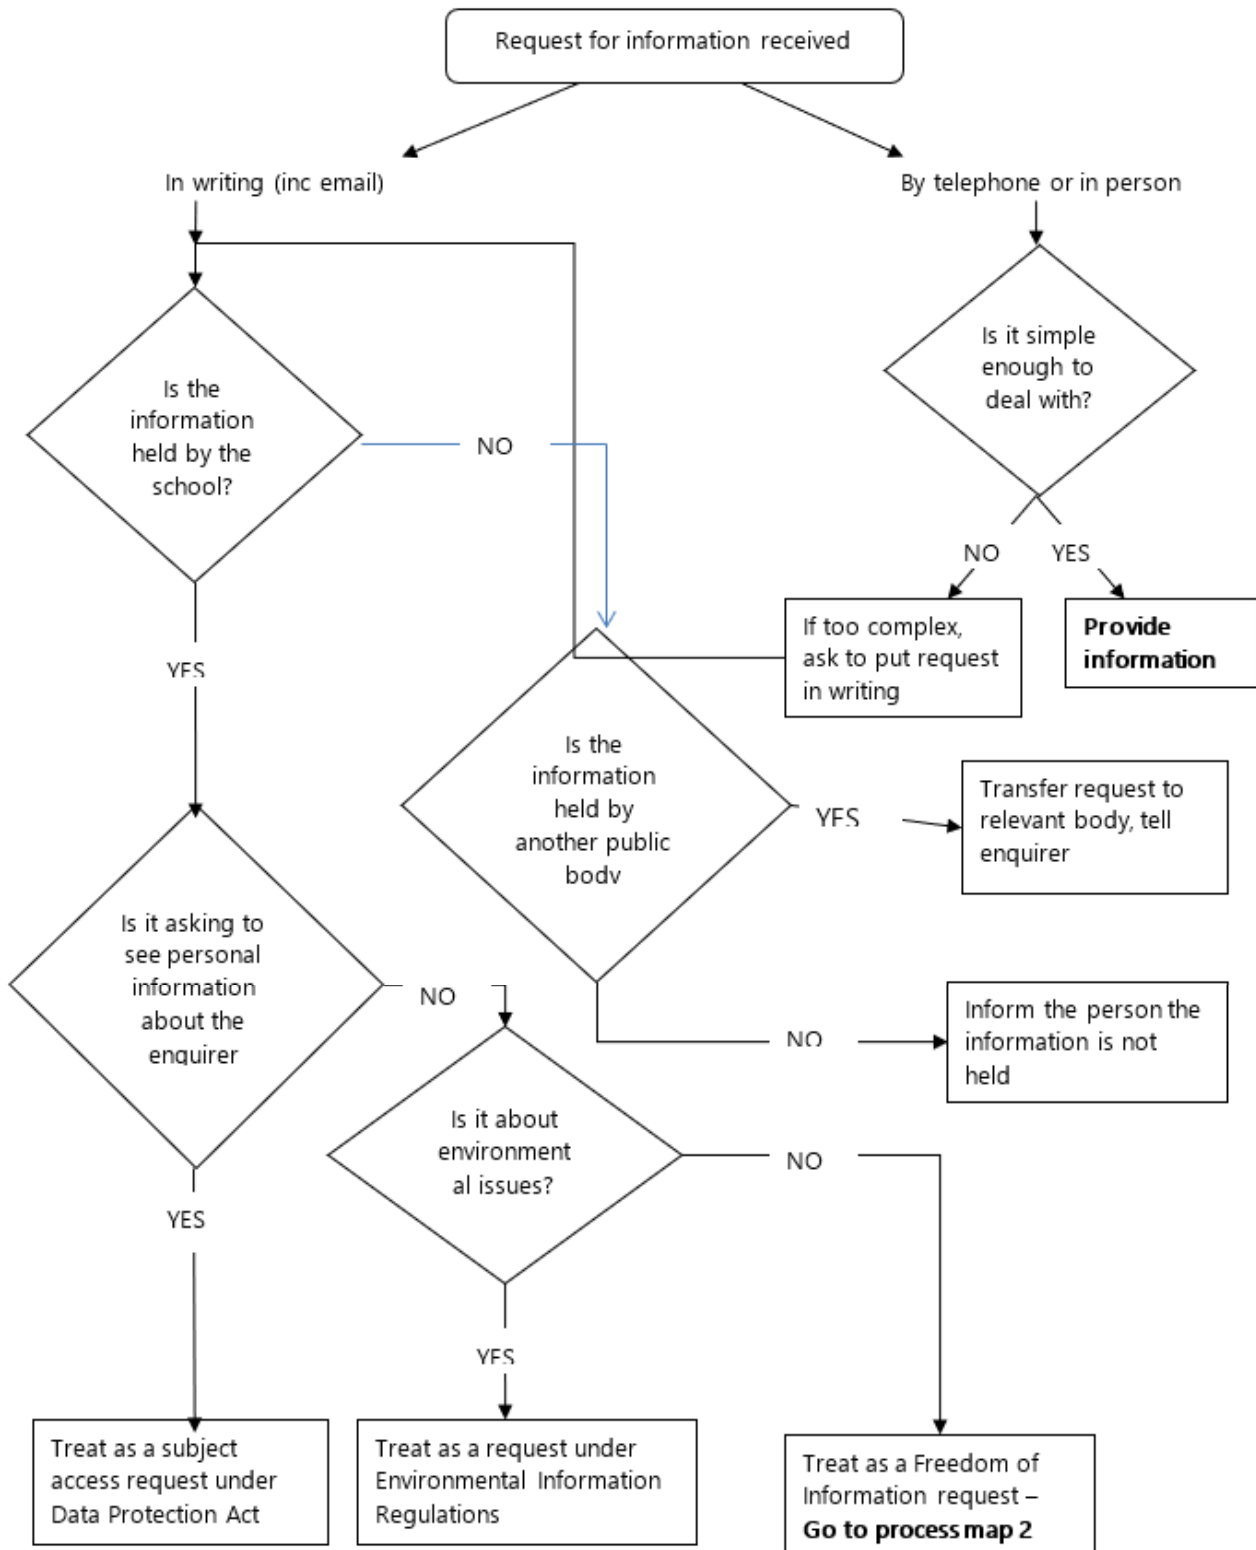 Request for information received
In writing (inc email)
By telephone or in person
Is it simple
enough to
deal with?
Is the
information
held by the
school?
NO
NO
YES
If too complex,
ask to put request
in writing
Provide
information
YES
Is the
information
held by
another public
body
YES
Transfer request to
relevant body, tell
enquirer
Is it asking to
see personal
information
about the
enquirer
NO
NO
Inform the person the
information is not
held
Is it about
environment
al issues?
NO
YES
YES
Treat as a subject
access request under
Data Protection Act
Treat as a request under
Environmental Information
Regulations
Treat as a Freedom of
Information request –
Go to process map 2